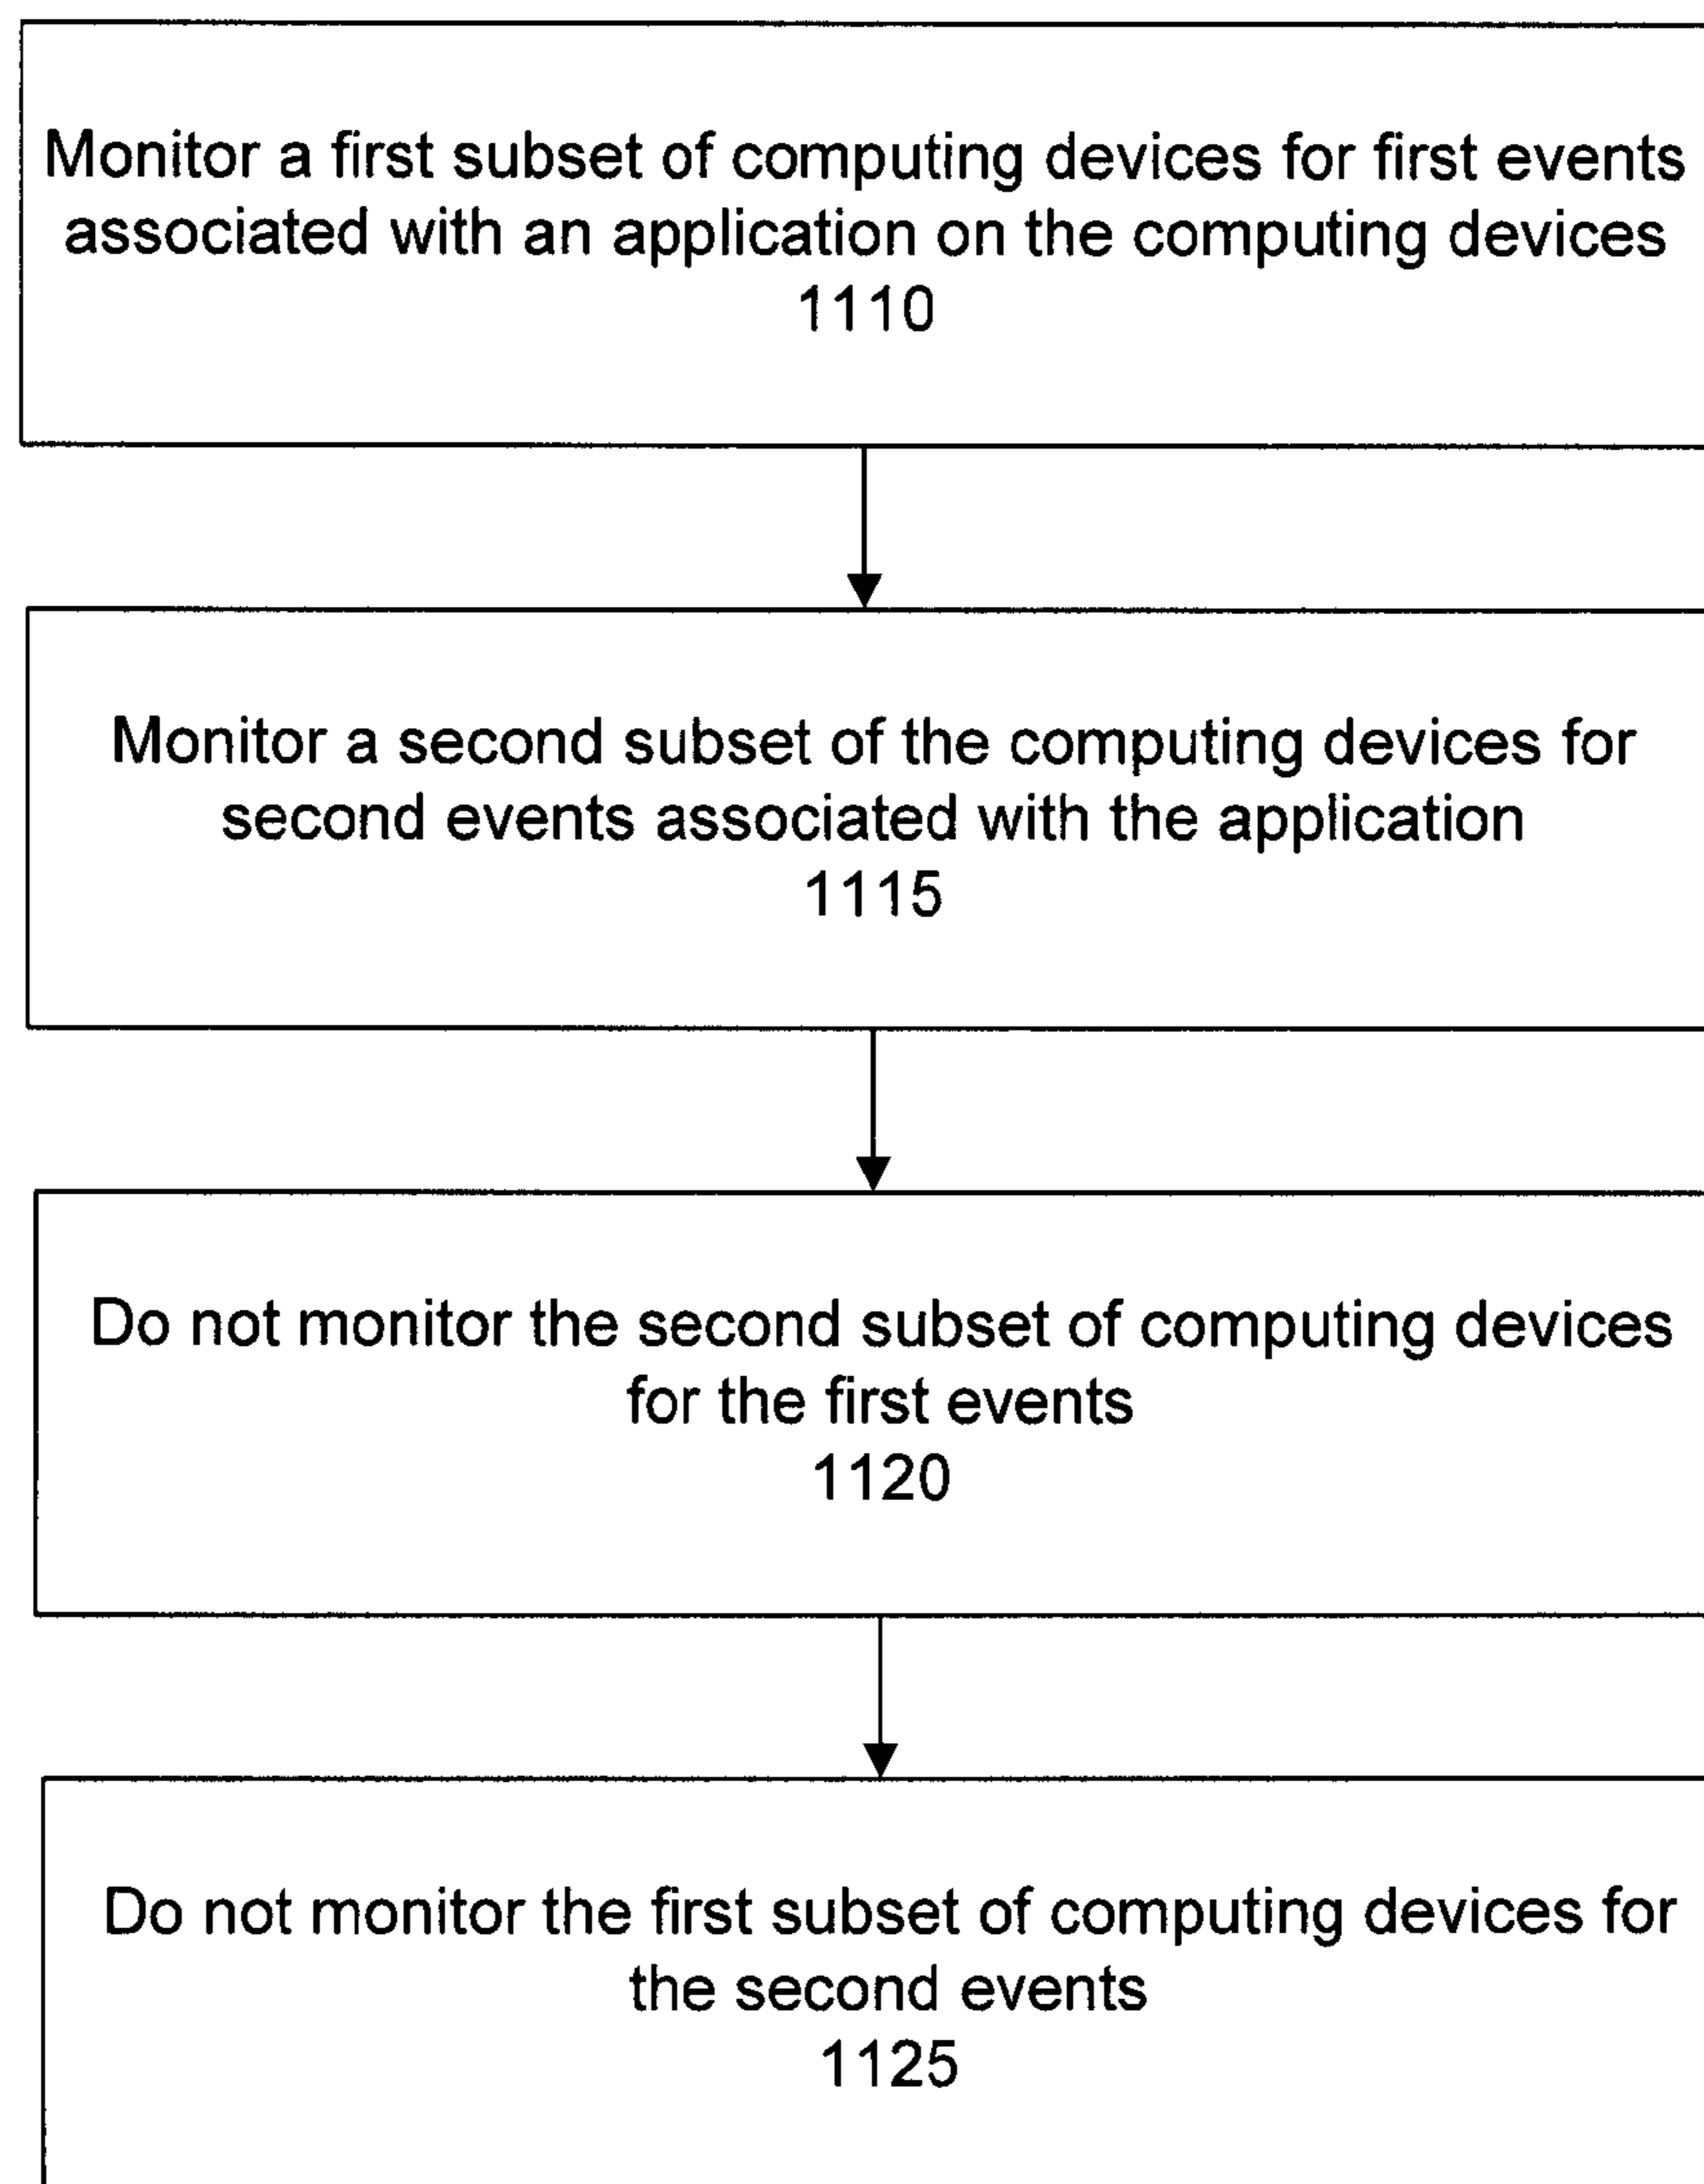 Monitor a first subset of computing devices for first events
associated with an application on the computing devices
1110
Monitor a second subset of the computing devices for
second events associated with the application
1115
Do not monitor the second subset of computing devices
for the first events
1120
Do not monitor the first subset of computing devices for
the second events
1125